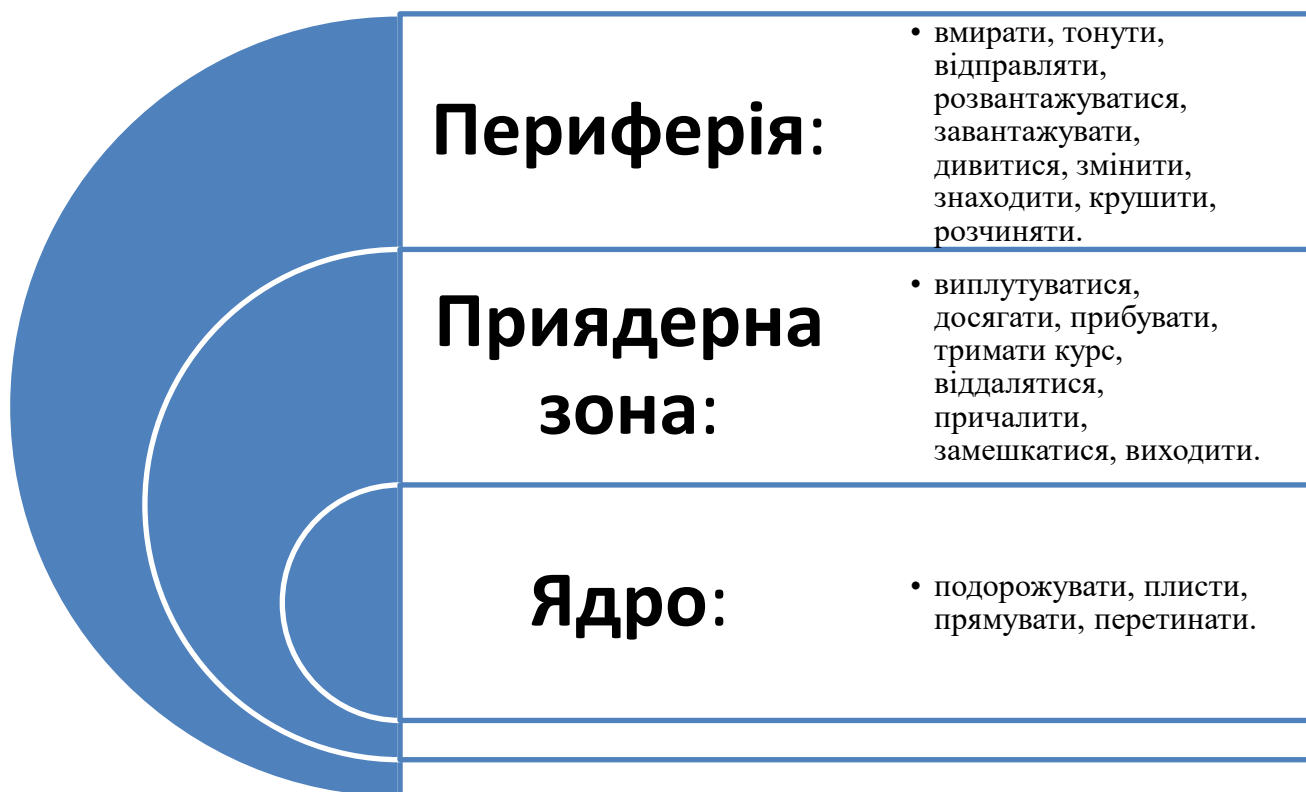 Периферія:
• вмирати, тонути,
відправляти,
розвантажуватися,
завантажувати,
дивитися, змінити,
знаходити, крушити,
розчиняти.
Приядерна
зона:
• виплутуватися,
досягати, прибувати,
тримати курс,
віддалятися,
причалити,
замешкатися, виходити.
Ядро:
• подорожувати, плисти,
прямувати, перетинати.